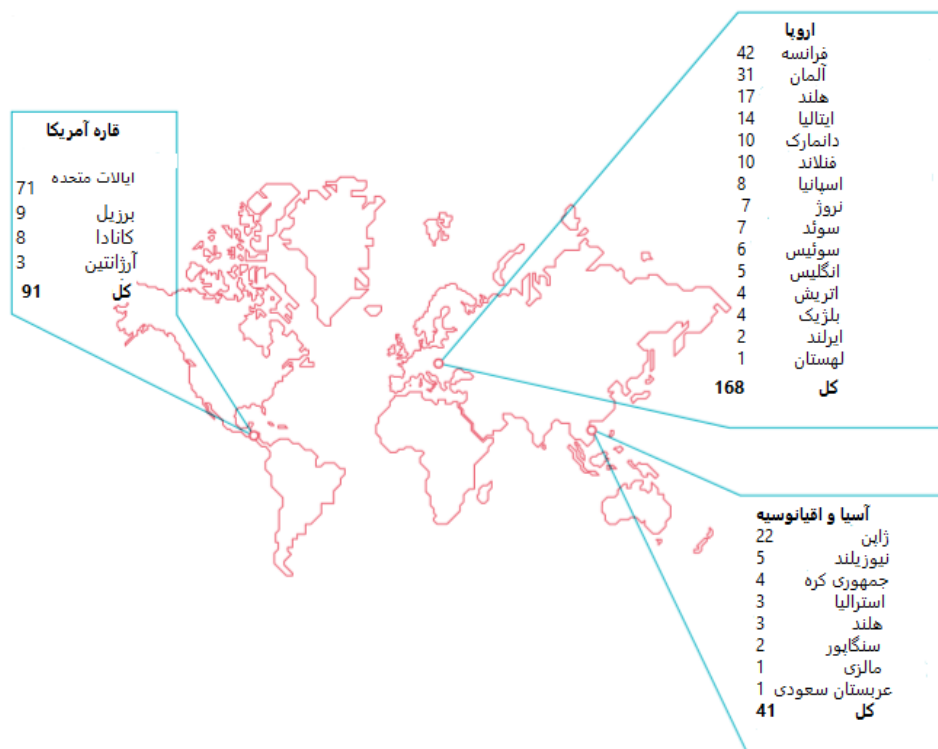 اروپا
فرانسه 42
آلمان 31
هلند 17
ایتالیا 14
دانمارک 10
فنلاند 10
اسپانیا 8
نروژ 7
سوئد 7
سوئیس 6
انگلیس 5
اتریش 4
بلژیک 4
ایرلند 2
لهستان 1
کل 168
قاره آمریکا
ایالات متحده 71
برزیل 9
کانادا 8
آرژانتین 3
کل 91
آسیا و اقیانوسیه
ژاپن 22
نیوزیلند 5
جمهوری کره 4
استرالیا 3
هلند 3
سنگاپور 2
مالزی 1
عربستان سعودی 1
کل 41